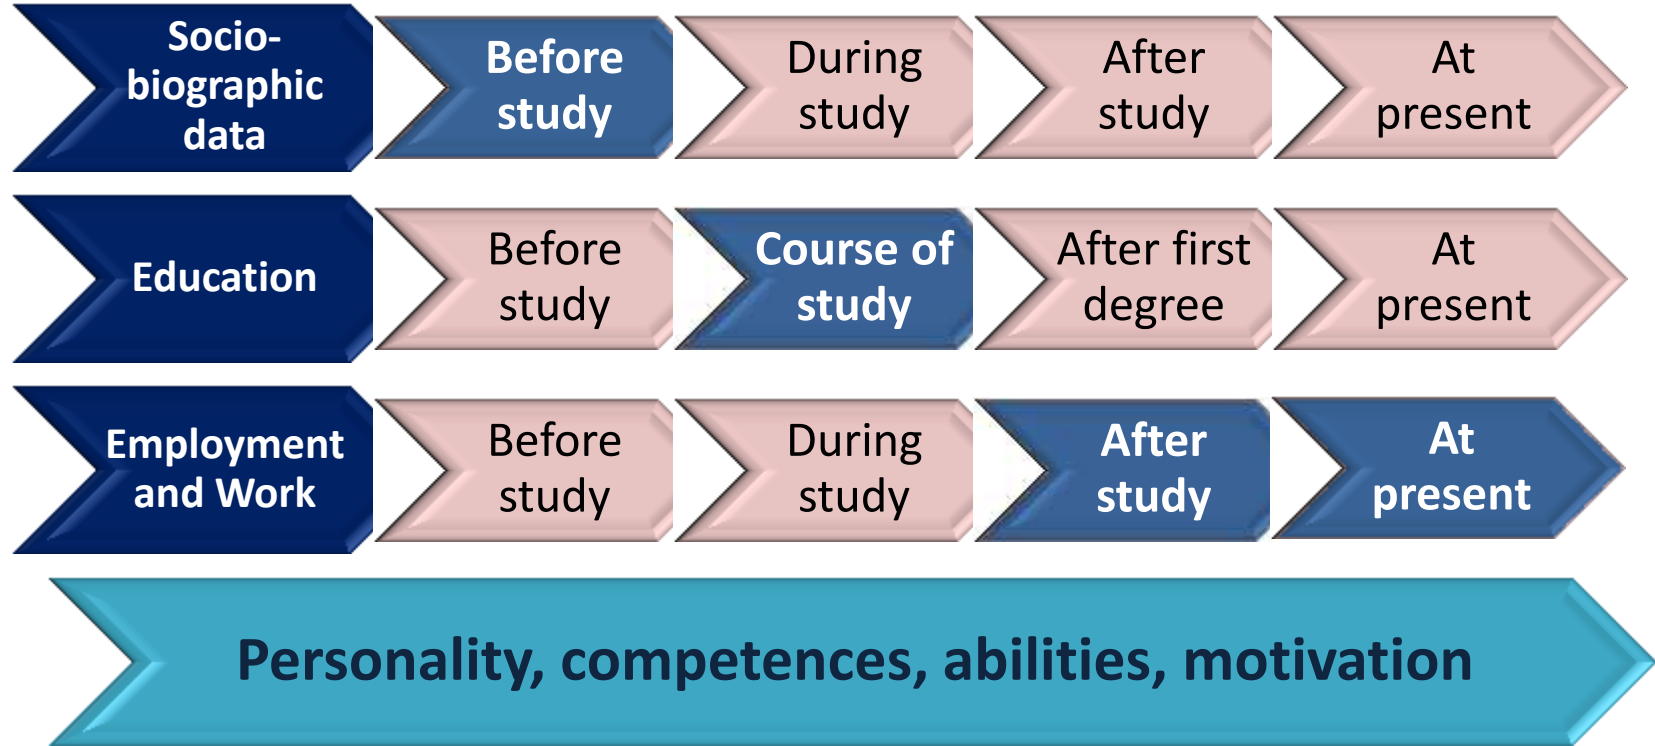 Socio-
biographic
data
Before
study
During
study
After
study
At
present
Education
Before
study
Course of
study
After first
degree
At
present
Employment
and Work
Before
study
During
study
After
study
At
present
Personality, competences, abilities, motivation